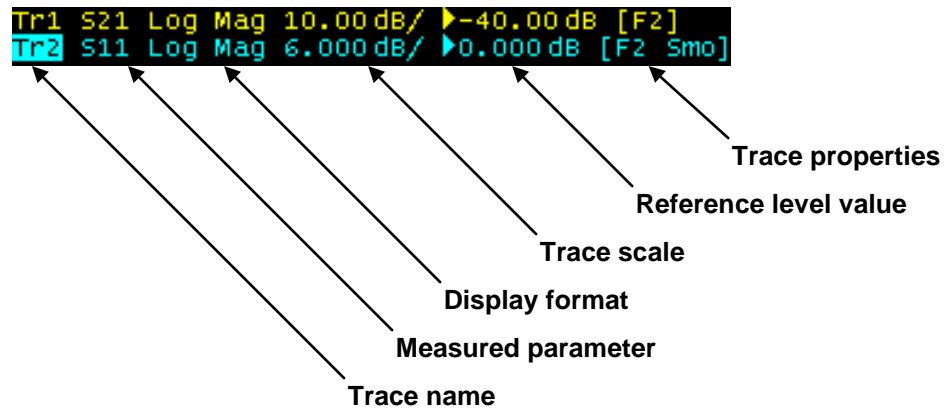 Tr1 S21 Log Mag 10.00 dB/ ▶-40.00 dB [F2]
Tr2 S11 Log Mag 6.000 dB/ ▶0.000 dB [F2 Smo]
Trace properties
Reference level value
Trace scale
Display format
Measured parameter
Trace name